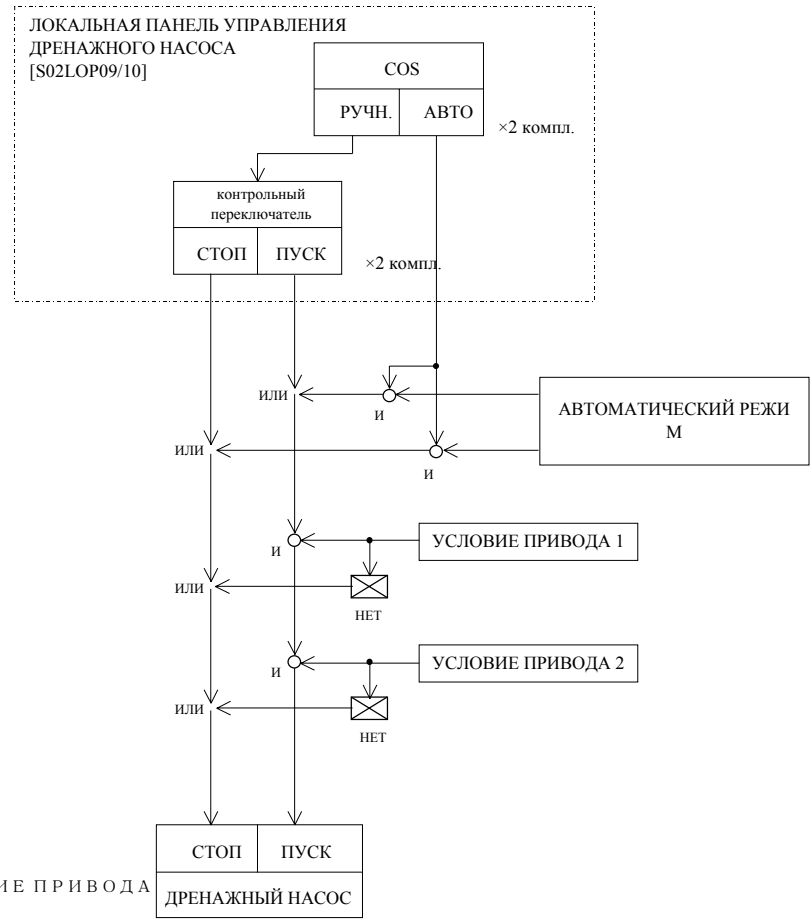 ЛОКАЛЬНАЯ ПАНЕЛЬ УПРАВЛЕНИЯ
ДРЕНАЖНОГО НАСОСА
[S02LOP09/10]
COS
РУЧН. АВТО
×2 компл.
контрольный
переключатель
СТОП ПУСК
×2 компл.
ИЛИ
И
АВТОМАТИЧЕСКИЙ РЕЖИ
М
ИЛИ
И
И
УСЛОВИЕ ПРИВОДА 1
ИЛИ
НЕТ
И
УСЛОВИЕ ПРИВОДА 2
ИЛИ
НЕТ
СТОП ПУСК
ИЕ ПРИВОДА
ДРЕНАЖНЫЙ НАСОС